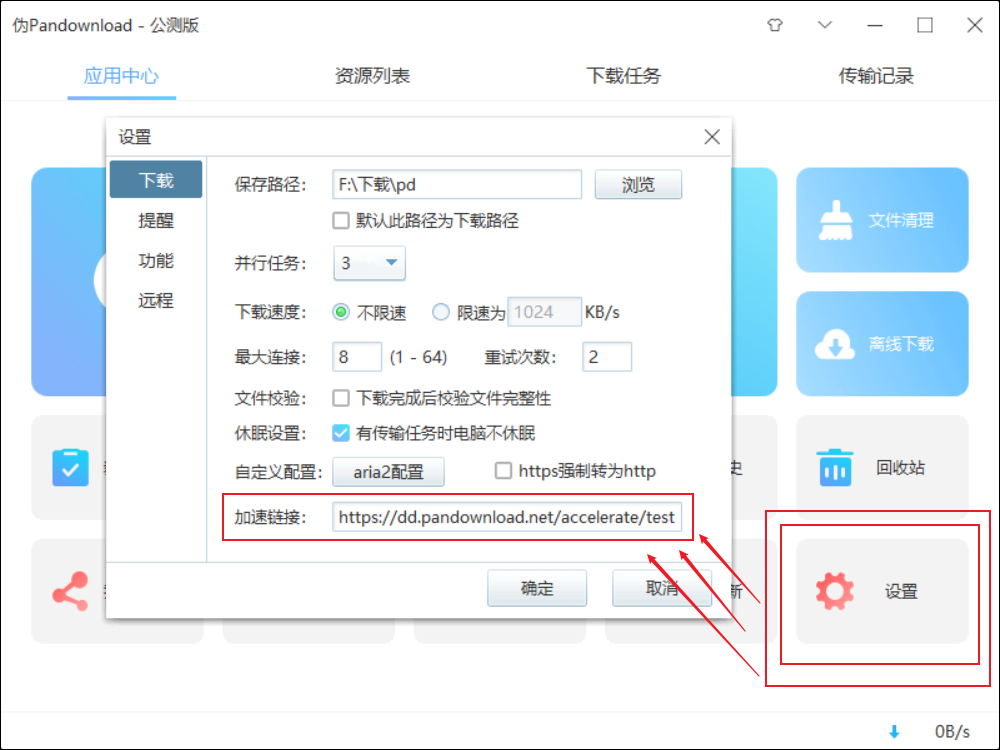 伪Pandownload - 公测版
应用中心 资源列表 下载任务 传输记录
设置
下载
提醒
功能
远程
保存路径: F:\下载\pd 浏览
默认此路径为下载路径
并行任务: 3
下载速度: 不限速 限速为 1024 KB/s
最大连接: 8 (1 - 64) 重试次数: 2
文件校验: 下载完成后校验文件完整性
休眠设置: 有传输任务时电脑不休眠
自定义配置: aria2配置 https强制转为http
加速链接: https://dd.pandownload.net/accelerate/test
确定 取消
文件清理
离线下载
史
回收站
新
设置
0B/s